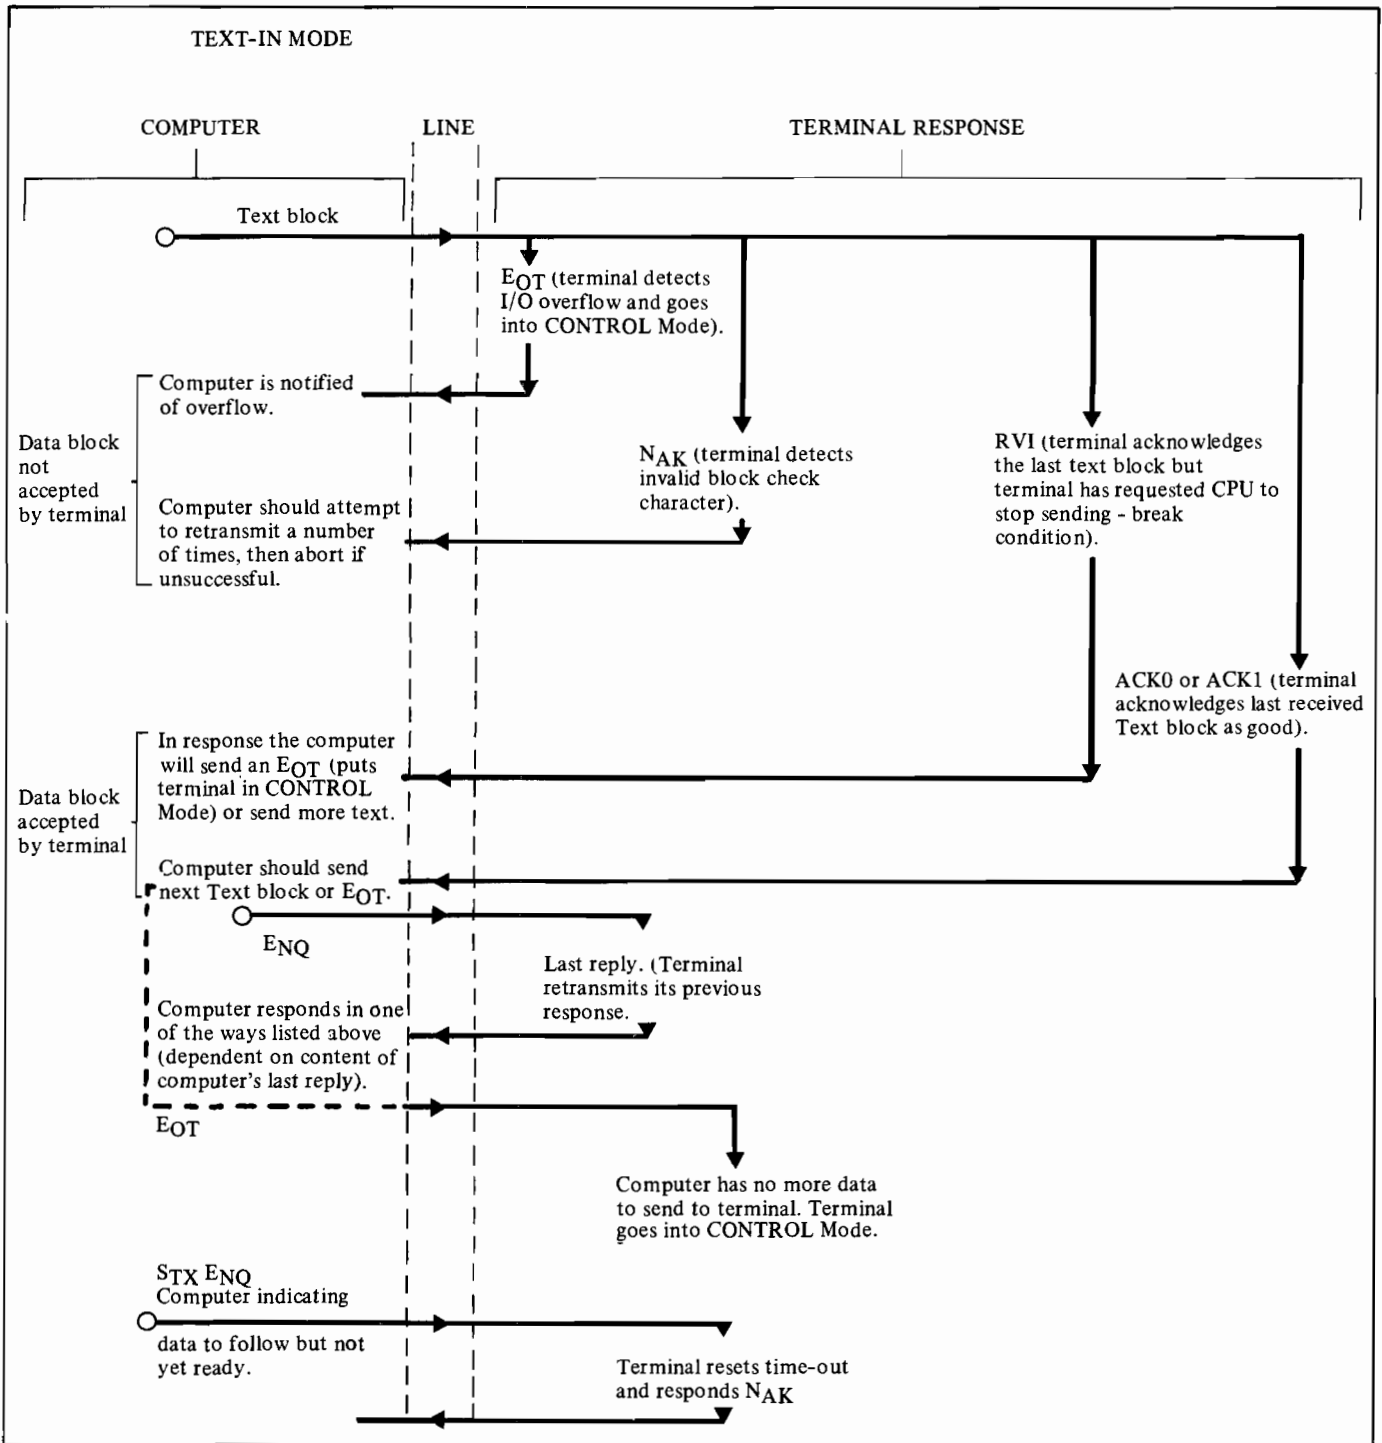 TEXT-IN MODE
COMPUTER
LINE
TERMINAL RESPONSE
Text block
EOT (terminal detects
I/O overflow and goes
into CONTROL Mode).
Computer is notified
of overflow.
Data block
not
accepted
by terminal
NAK (terminal detects
invalid block check
character).
Computer should attempt
to retransmit a number
of times, then abort if
unsuccessful.
RVI (terminal acknowledges
the last text block but
terminal has requested CPU to
stop sending - break
condition).
ACK0 or ACK1 (terminal
acknowledges last received
Text block as good).
In response the computer
will send an EOT (puts
terminal in CONTROL
Mode) or send more text.
Data block
accepted
by terminal
Computer should send
next Text block or EOT.
ENQ
Last reply. (Terminal
retransmits its previous
response.
Computer responds in one
of the ways listed above
(dependent on content of
computer's last reply).
EOT
Computer has no more data
to send to terminal. Terminal
goes into CONTROL Mode.
STX ENQ
Computer indicating
data to follow but not
yet ready.
Terminal resets time-out
and responds NAK